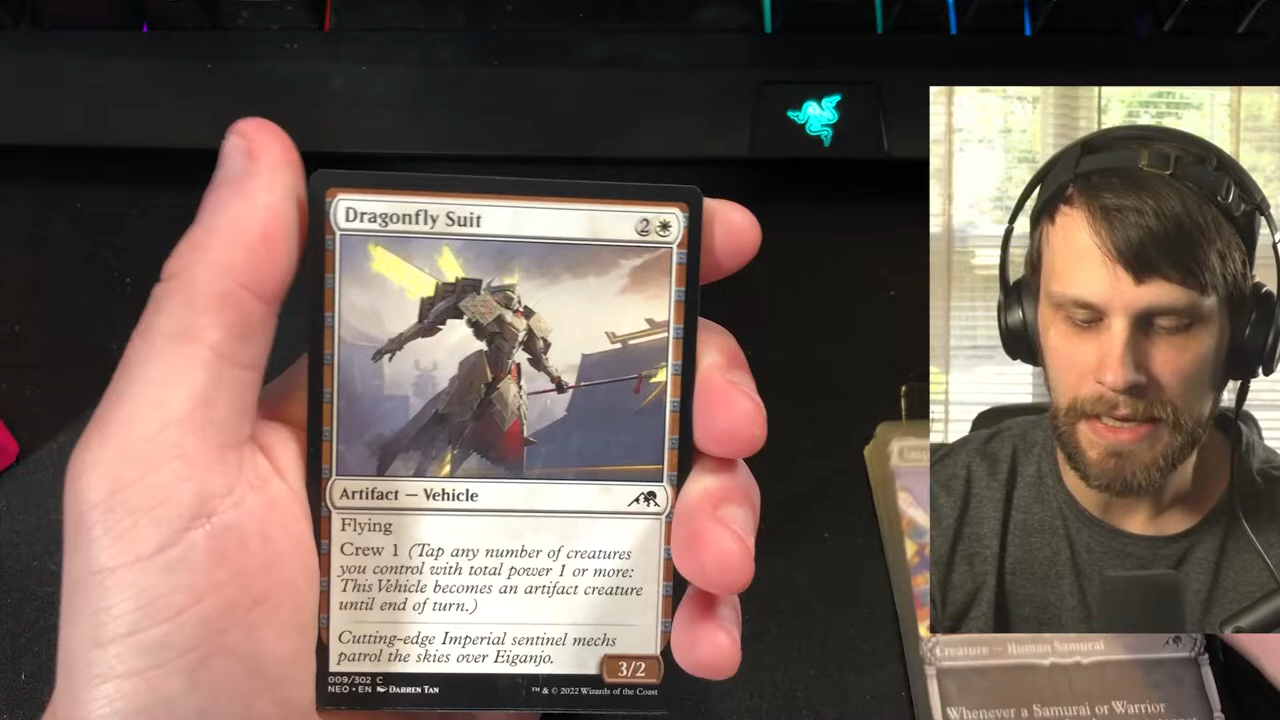 Dragonfly Suit
2
Artifact — Vehicle
Flying
Crew 1 (Tap any number of creatures
you control with total power 1 or more:
This Vehicle becomes an artifact creature
until end of turn.)
Cutting-edge Imperial sentinel mechs
patrol the skies over Eiganjo.
3/2
009/302 C
NEO • EN DARREN TAN
™ & © 2022 Wizards of the Coast
Creature — Human Samurai
Whenever a Samurai or Warrior